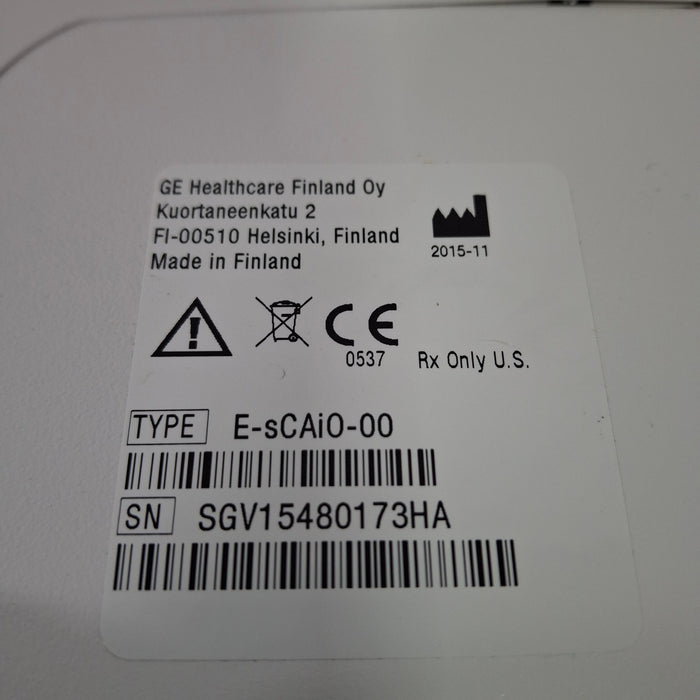 GE Healthcare Finland Oy
Kuortaneenkatu 2
FI-00510 Helsinki, Finland
Made in Finland
2015-11
CE
0537
Rx Only U.S.
TYPE E-sCAiO-00
SN SGV15480173HA